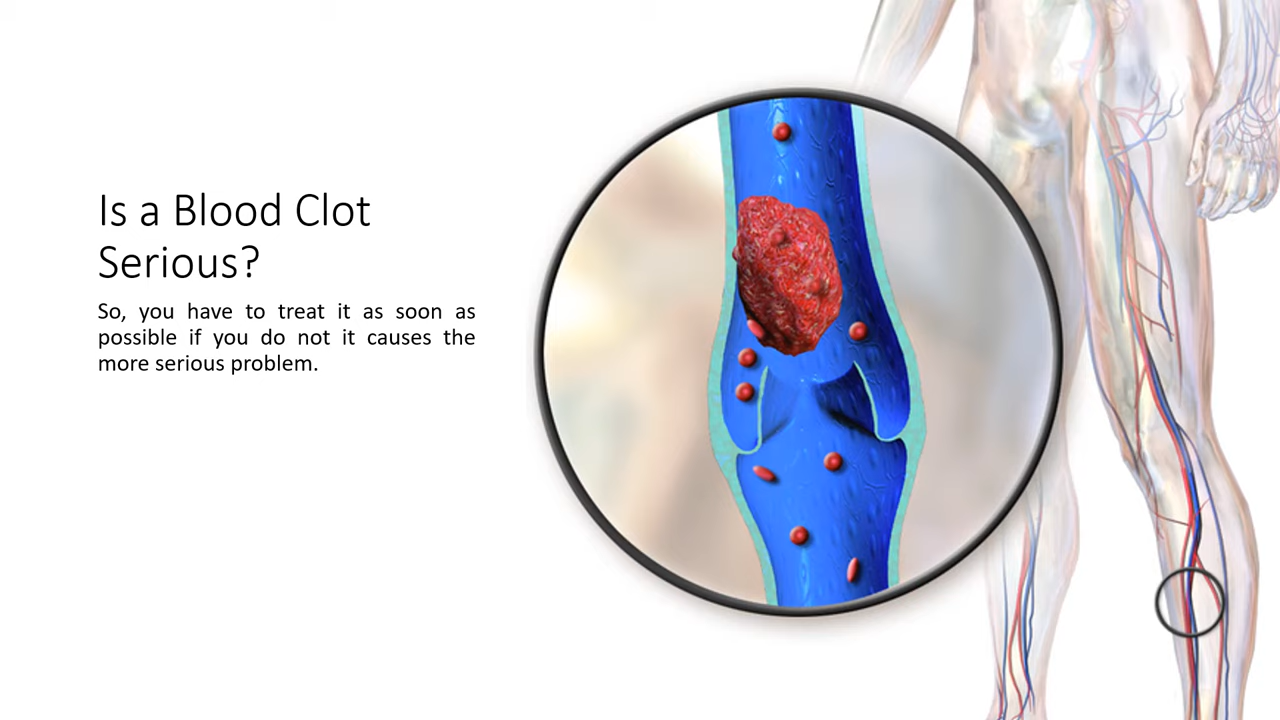 Is a Blood Clot
Serious?
So, you have to treat it as soon as
possible if you do not it causes the
more serious problem.